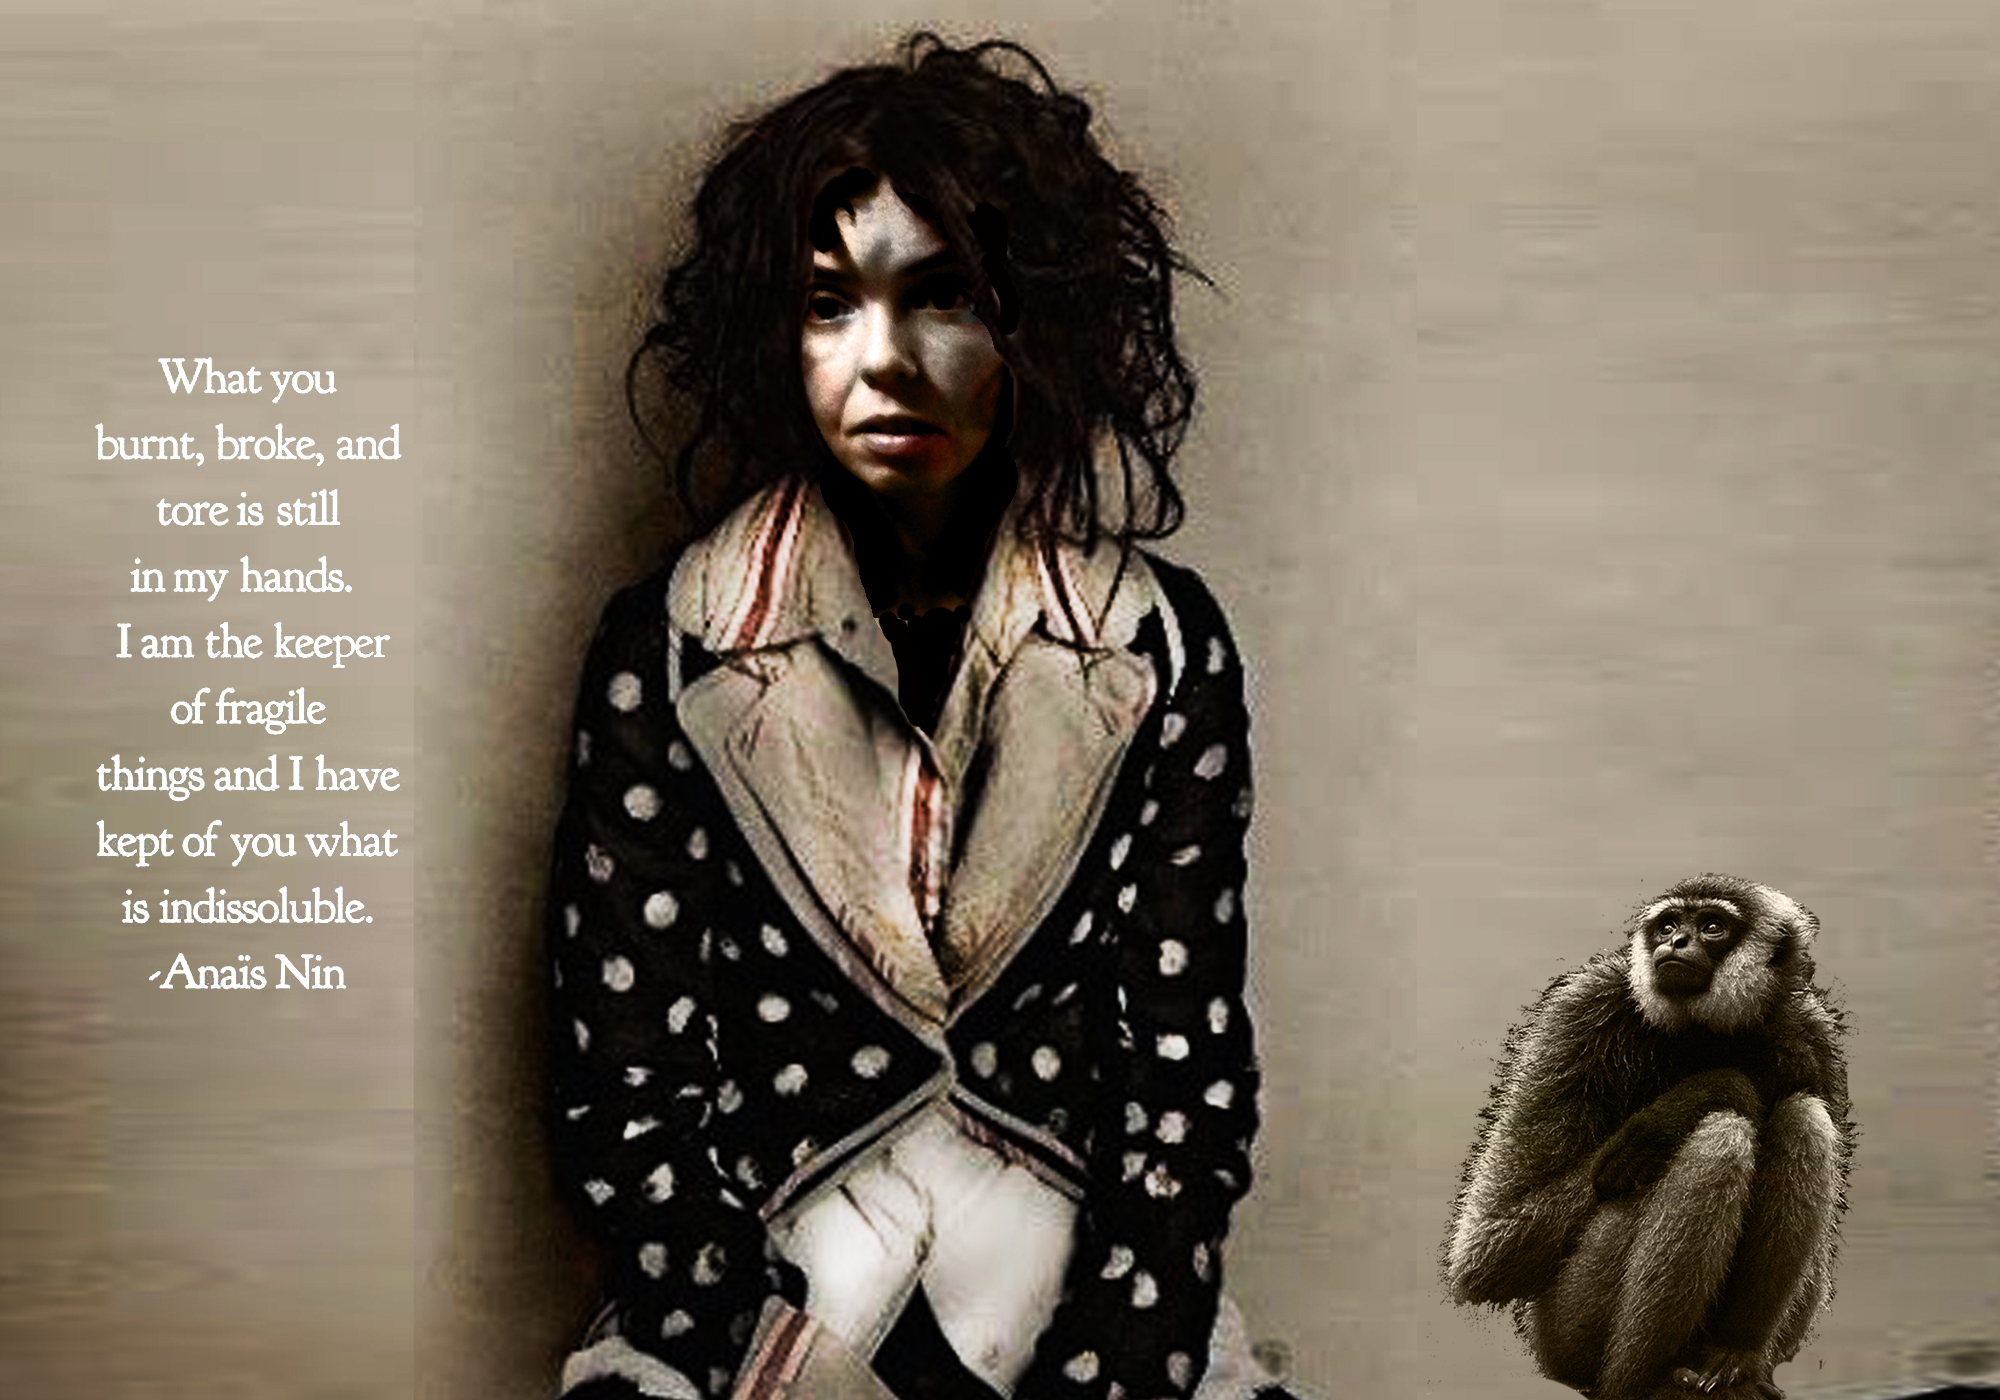 What you
burnt, broke, and
tore is still
in my hands.
I am the keeper
of fragile
things and I have
kept of you what
is indissoluble.
-Anaïs Nin